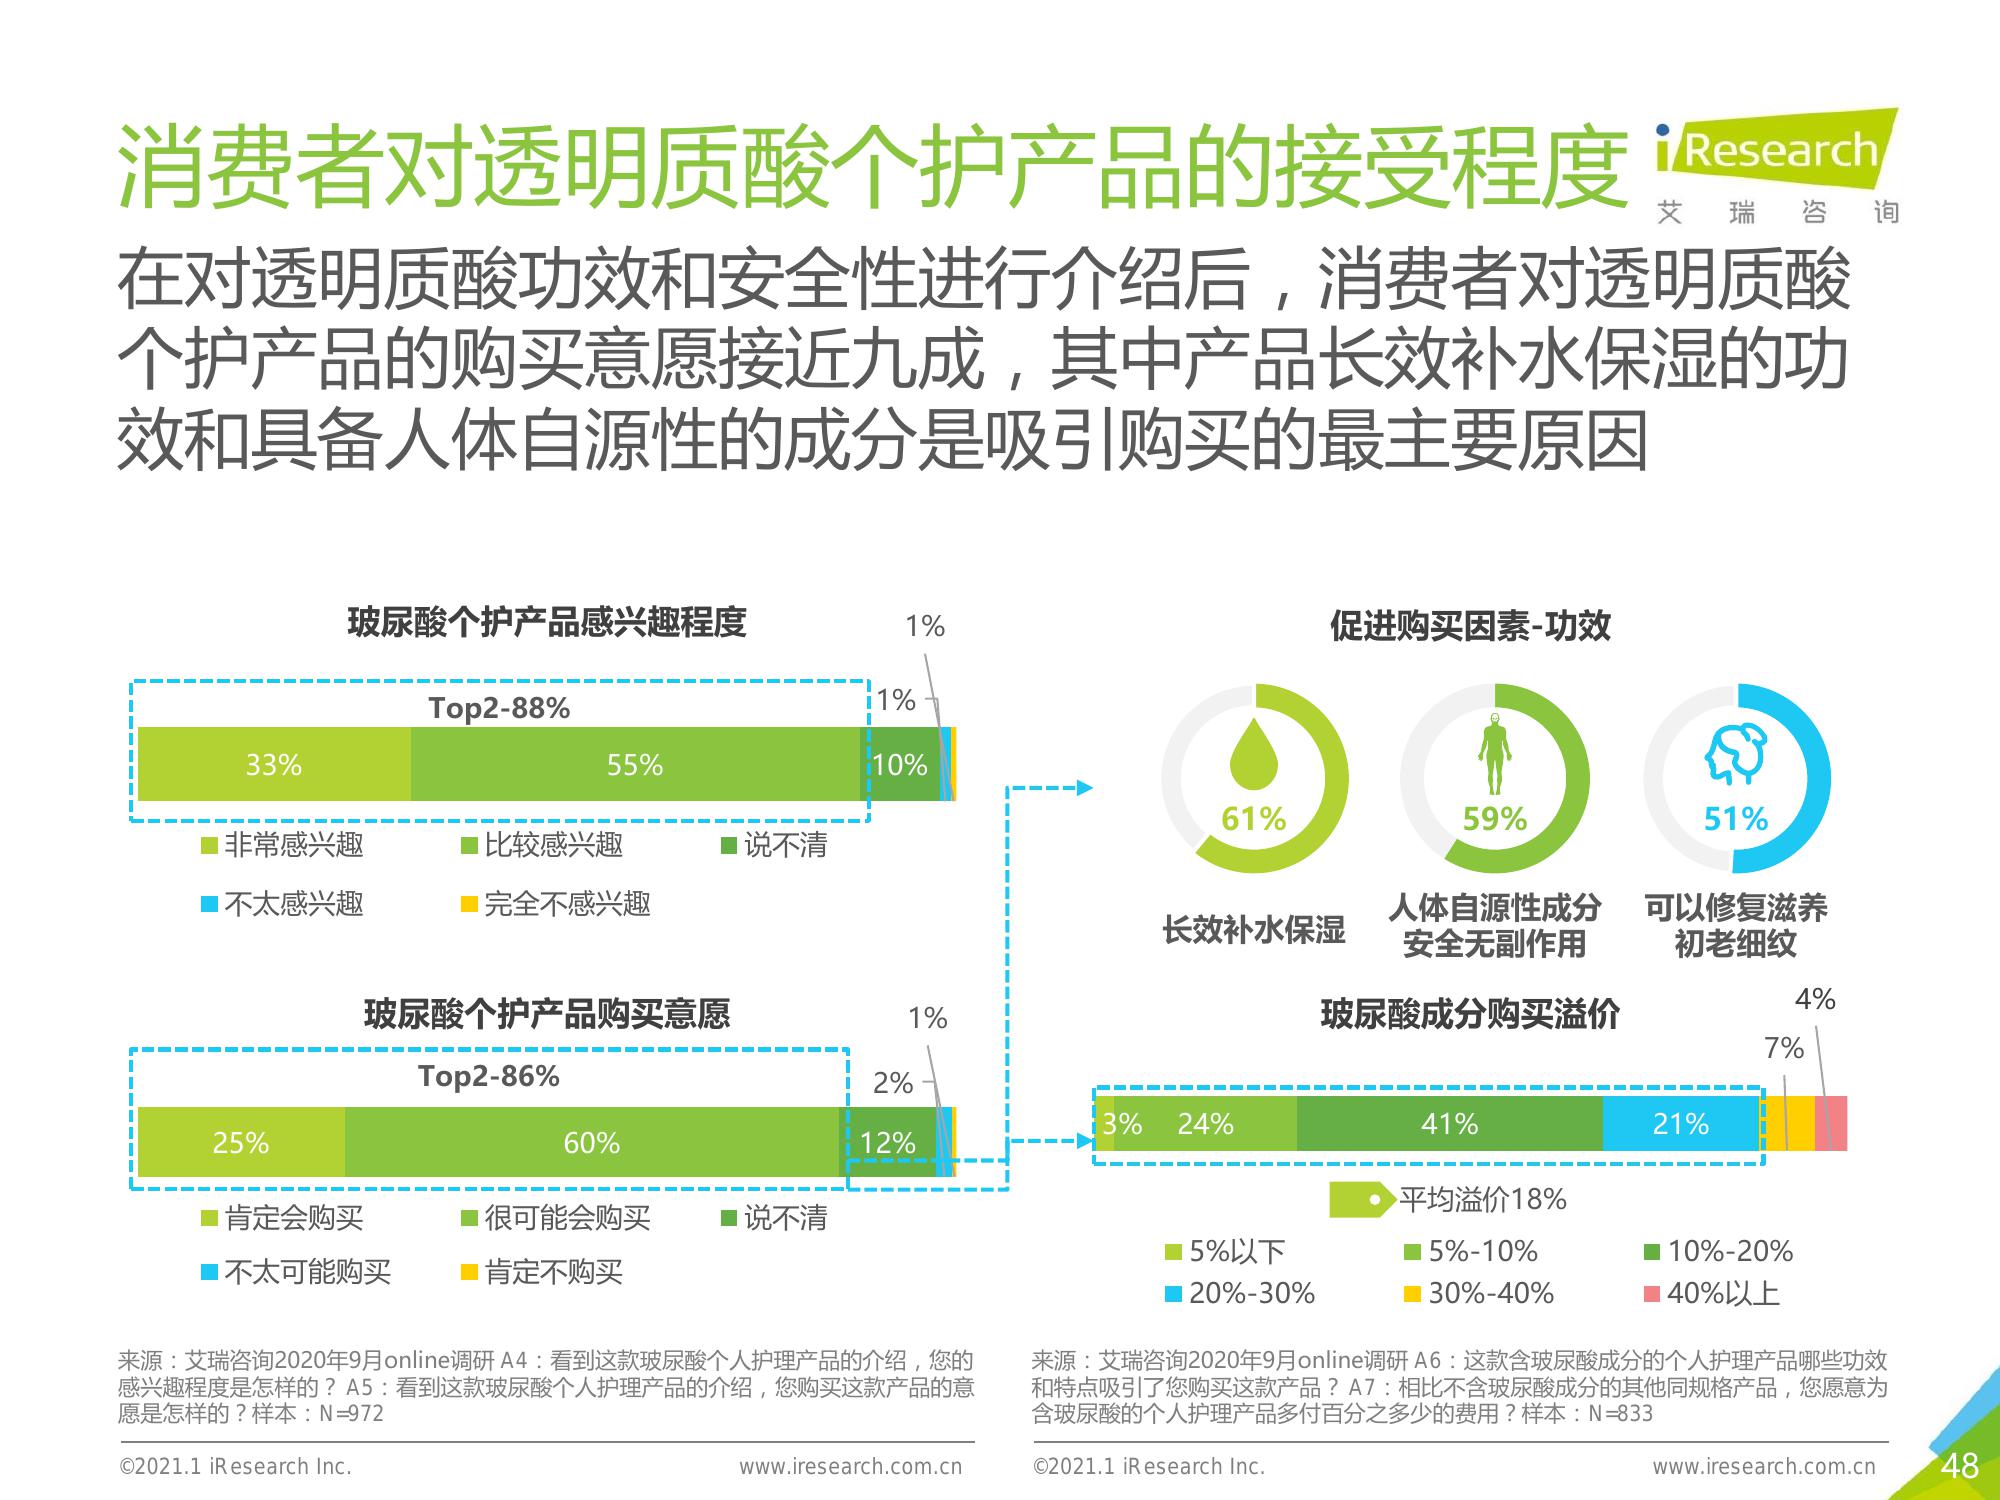 消费者对透明质酸个护产品的接受程度
iResearch
艾瑞咨询
在对透明质酸功效和安全性进行介绍后，消费者对透明质酸
个护产品的购买意愿接近九成，其中产品长效补水保湿的功
效和具备人体自源性的成分是吸引购买的最主要原因
玻尿酸个护产品感兴趣程度
1%
Top2-88%
1%
33%
55%
10%
非常感兴趣
比较感兴趣
说不清
不太感兴趣
完全不感兴趣
玻尿酸个护产品购买意愿
1%
Top2-86%
2%
25%
60%
12%
肯定会购买
很可能会购买
说不清
不太可能购买
肯定不购买
促进购买因素-功效
61%
59%
51%
长效补水保湿
人体自源性成分
安全无副作用
可以修复滋养
初老细纹
玻尿酸成分购买溢价
4%
7%
3%
24%
41%
21%
平均溢价18%
5%以下
5%-10%
10%-20%
20%-30%
30%-40%
40%以上
来源：艾瑞咨询2020年9月online调研 A4：看到这款玻尿酸个人护理产品的介绍，您的
感兴趣程度是怎样的？ A5：看到这款玻尿酸个人护理产品的介绍，您购买这款产品的意
愿是怎样的？样本：N=972
来源：艾瑞咨询2020年9月online调研 A6：这款含玻尿酸成分的个人护理产品哪些功效
和特点吸引了您购买这款产品？ A7：相比不含玻尿酸成分的其他同规格产品，您愿意为
含玻尿酸的个人护理产品多付百分之多少的费用？样本：N=833
©2021.1 iResearch Inc.
www.iresearch.com.cn
©2021.1 iResearch Inc.
www.iresearch.com.cn
48